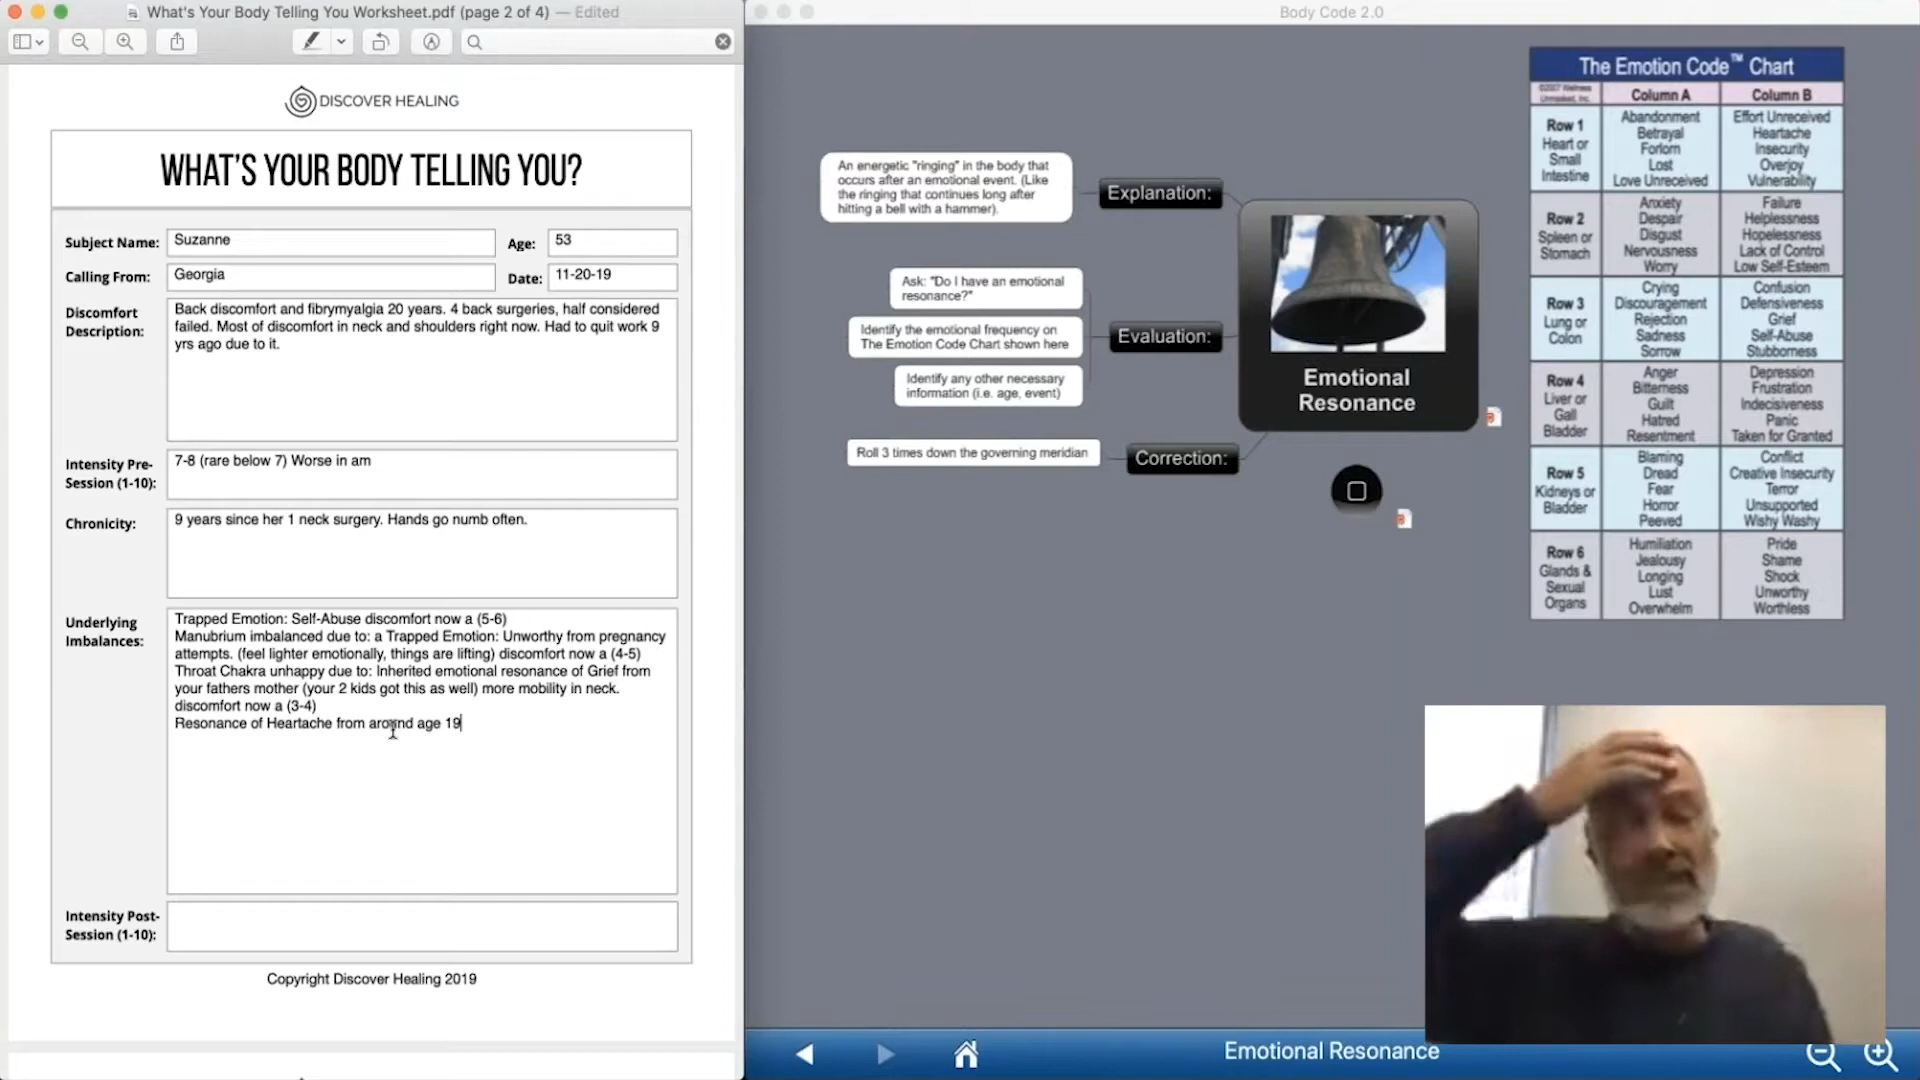 What's Your Body Telling You Worksheet.pdf (page 2 of 4) — Edited
DISCOVER HEALING
WHAT'S YOUR BODY TELLING YOU?
Subject Name: Suzanne
Age: 53
Calling From: Georgia
Date: 11-20-19
Discomfort Description:
Back discomfort and fibrymyalgia 20 years. 4 back surgeries, half considered
failed. Most of discomfort in neck and shoulders right now. Had to quit work 9
yrs ago due to it.
Intensity Pre-Session (1-10):
7-8 (rare below 7) Worse in am
Chronicity:
9 years since her 1 neck surgery. Hands go numb often.
Underlying Imbalances:
Trapped Emotion: Self-Abuse discomfort now a (5-6)
Manubrium imbalanced due to: a Trapped Emotion: Unworthy from pregnancy
attempts. (feel lighter emotionally, things are lifting) discomfort now a (4-5)
Throat Chakra unhappy due to: Inherited emotional resonance of Grief from
your fathers mother (your 2 kids got this as well) more mobility in neck.
discomfort now a (3-4)
Resonance of Heartache from around age 19
Intensity Post-Session (1-10):
Copyright Discover Healing 2019
Body Code 2.0
An energetic "ringing" in the body that
occurs after an emotional event. (Like
the ringing that continues long after
hitting a bell with a hammer).
Explanation:
Ask: "Do I have an emotional
resonance?"
Identify the emotional frequency on
The Emotion Code Chart shown here
Identify any other necessary
information (i.e. age, event)
Evaluation:
Roll 3 times down the governing meridian
Correction:
Emotional
Resonance
The Emotion Code™ Chart
©2007 Wellness
Unmasked, Inc.
Column A
Column B
Row 1
Heart or
Small
Intestine
Abandonment
Betrayal
Forlorn
Lost
Love Unreceived
Effort Unreceived
Heartache
Insecurity
Overjoy
Vulnerability
Row 2
Spleen or
Stomach
Anxiety
Despair
Disgust
Nervousness
Worry
Failure
Helplessness
Hopelessness
Lack of Control
Low Self-Esteem
Row 3
Lung or
Colon
Crying
Discouragement
Rejection
Sadness
Sorrow
Confusion
Defensiveness
Grief
Self-Abuse
Stubborness
Row 4
Liver or
Gall
Bladder
Anger
Bitterness
Guilt
Hatred
Resentment
Depression
Frustration
Indecisiveness
Panic
Taken for Granted
Row 5
Kidneys or
Bladder
Blaming
Dread
Fear
Horror
Peeved
Conflict
Creative Insecurity
Terror
Unsupported
Wishy Washy
Row 6
Glands &
Sexual
Organs
Humiliation
Jealousy
Longing
Lust
Overwhelm
Pride
Shame
Shock
Unworthy
Worthless
Emotional Resonance